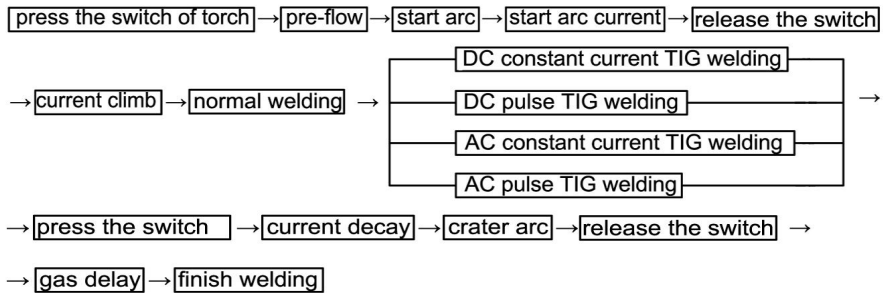 press the switch of torch → pre-flow → start arc → start arc current → release the switch
→ current climb → normal welding →
DC constant current TIG welding
DC pulse TIG welding
→
AC constant current TIG welding
AC pulse TIG welding
→ press the switch → current decay → crater arc → release the switch →
→ gas delay → finish welding